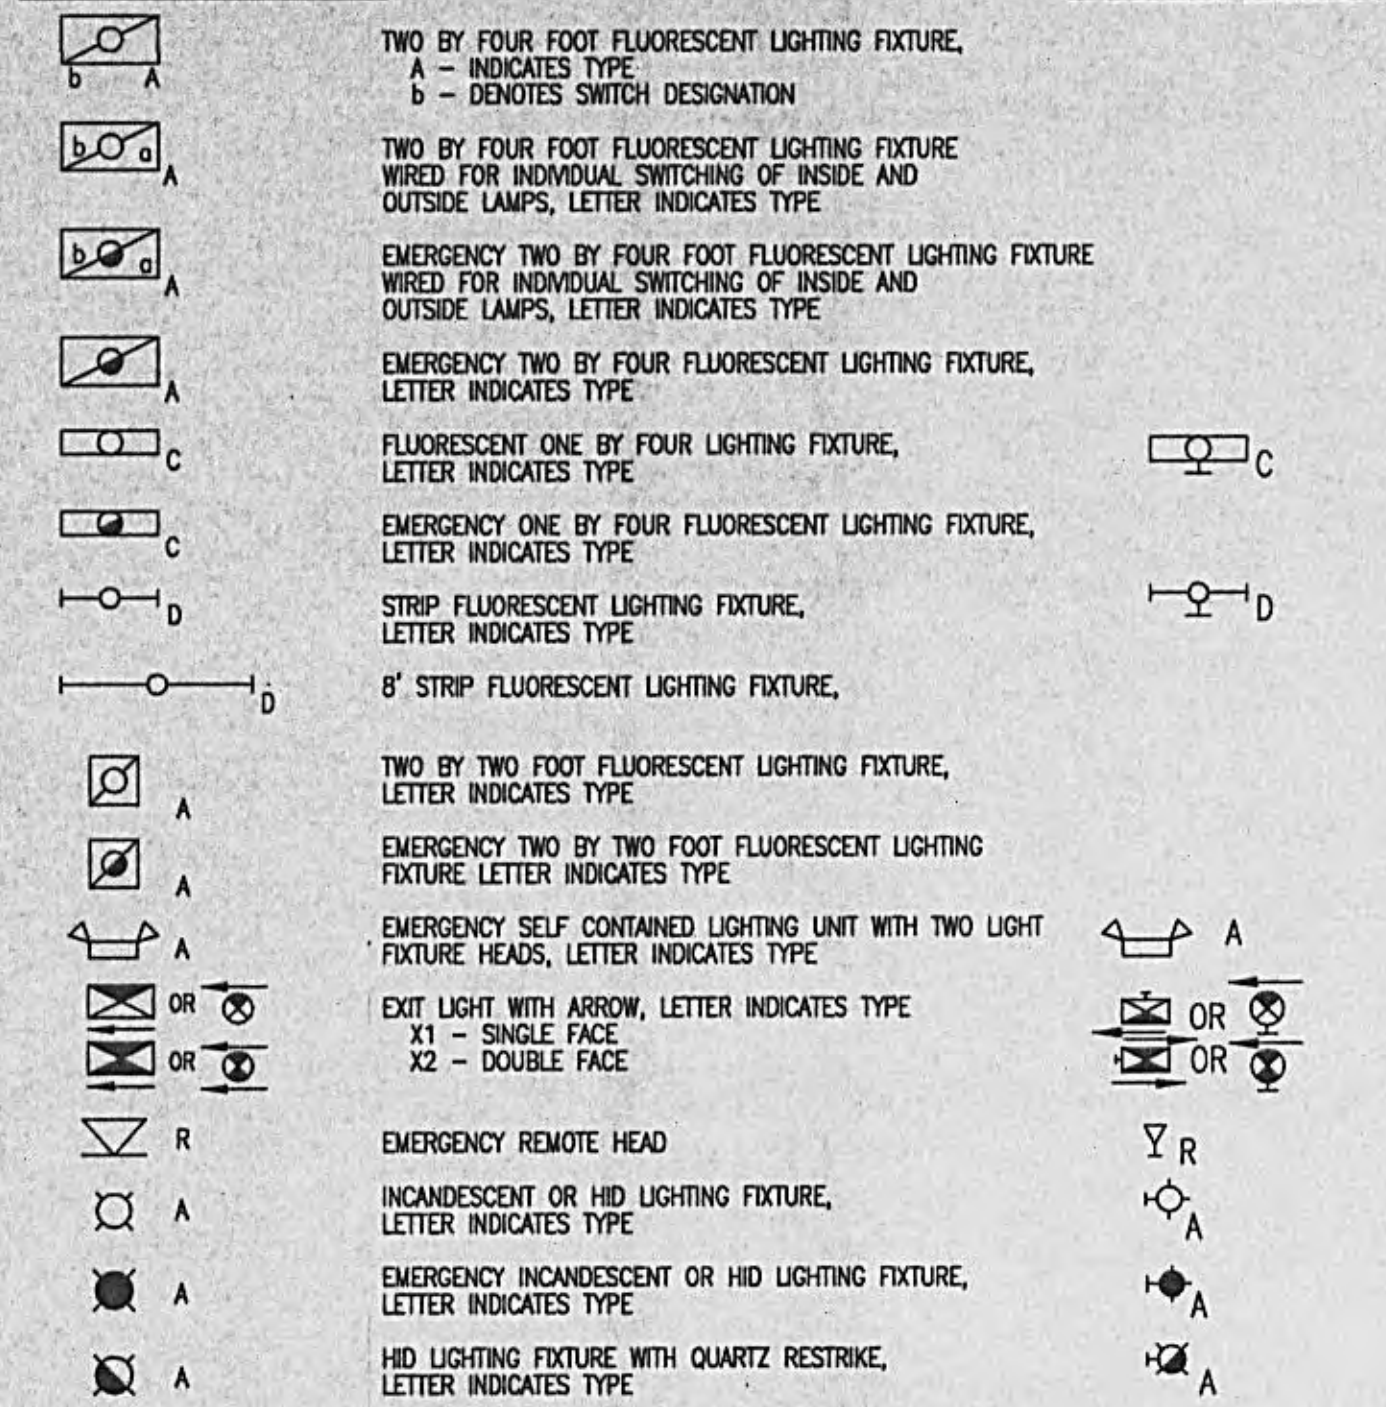 TWO BY FOUR FOOT FLUORESCENT LIGHTING FIXTURE,
A – INDICATES TYPE
b – DENOTES SWITCH DESIGNATION
b A
b a A
TWO BY FOUR FOOT FLUORESCENT LIGHTING FIXTURE
WIRED FOR INDIVIDUAL SWITCHING OF INSIDE AND
OUTSIDE LAMPS, LETTER INDICATES TYPE
b a A
EMERGENCY TWO BY FOUR FOOT FLUORESCENT LIGHTING FIXTURE
WIRED FOR INDIVIDUAL SWITCHING OF INSIDE AND
OUTSIDE LAMPS, LETTER INDICATES TYPE
A
EMERGENCY TWO BY FOUR FLUORESCENT LIGHTING FIXTURE,
LETTER INDICATES TYPE
C
FLUORESCENT ONE BY FOUR LIGHTING FIXTURE,
LETTER INDICATES TYPE
C
C
EMERGENCY ONE BY FOUR FLUORESCENT LIGHTING FIXTURE,
LETTER INDICATES TYPE
D
STRIP FLUORESCENT LIGHTING FIXTURE,
LETTER INDICATES TYPE
D
D
8' STRIP FLUORESCENT LIGHTING FIXTURE,
A
TWO BY TWO FOOT FLUORESCENT LIGHTING FIXTURE,
LETTER INDICATES TYPE
A
EMERGENCY TWO BY TWO FOOT FLUORESCENT LIGHTING
FIXTURE LETTER INDICATES TYPE
A
EMERGENCY SELF CONTAINED LIGHTING UNIT WITH TWO LIGHT
FIXTURE HEADS, LETTER INDICATES TYPE
A
OR
OR
EXIT LIGHT WITH ARROW, LETTER INDICATES TYPE
X1 – SINGLE FACE
X2 – DOUBLE FACE
OR
OR
R
EMERGENCY REMOTE HEAD
R
A
INCANDESCENT OR HID LIGHTING FIXTURE,
LETTER INDICATES TYPE
A
A
EMERGENCY INCANDESCENT OR HID LIGHTING FIXTURE,
LETTER INDICATES TYPE
A
A
HID LIGHTING FIXTURE WITH QUARTZ RESTRIKE,
LETTER INDICATES TYPE
A